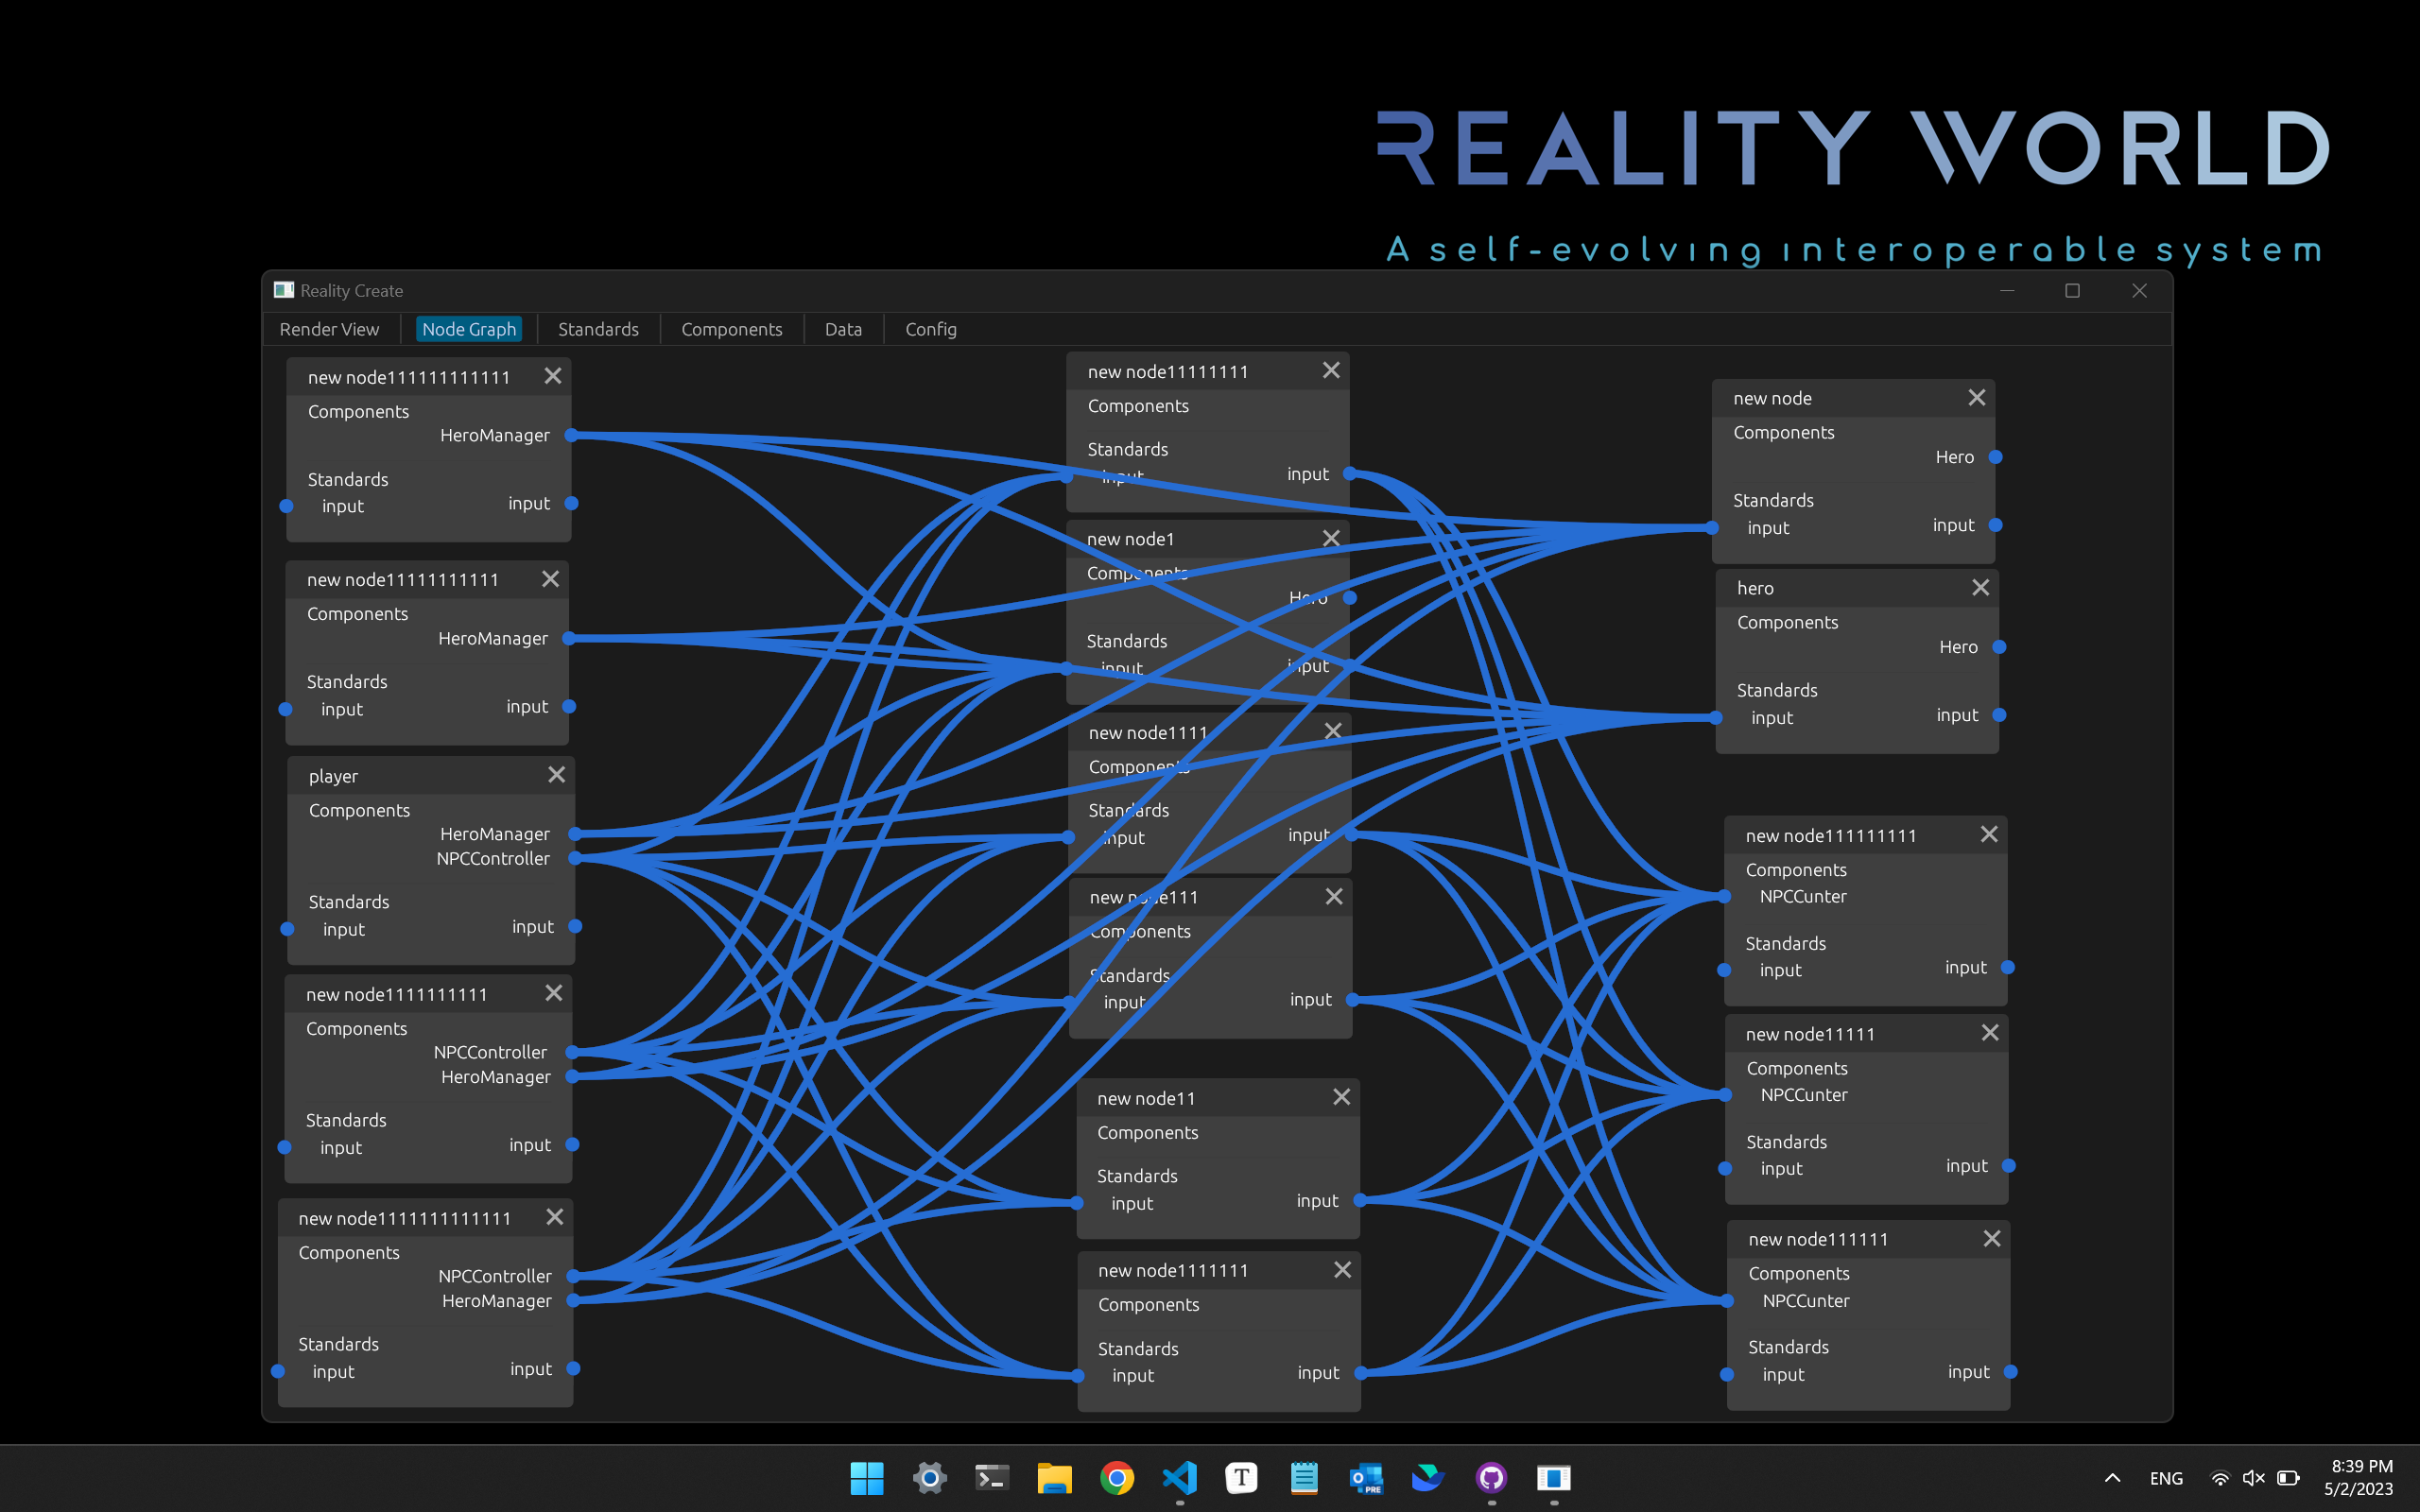 REALITY WORLD
A self-evolving interoperable system
Reality Create
Render View
Node Graph
Standards
Components
Data
Config
new node111111111111
Components
HeroManager
Standards
input
input
new node11111111111
Components
HeroManager
Standards
input
input
player
Components
HeroManager
NPCController
Standards
input
input
new node1111111111
Components
NPCController
HeroManager
Standards
input
input
new node1111111111111
Components
NPCController
HeroManager
Standards
input
input
new node11111111
Components
Standards
input
input
new node1
Components
Hero
Standards
input
input
new node1111
Components
Standards
input
input
new node111
Components
Standards
input
input
new node11
Components
Standards
input
input
new node1111111
Components
Standards
input
input
new node
Components
Hero
Standards
input
input
hero
Components
Hero
Standards
input
input
new node111111111
Components
NPCCunter
Standards
input
input
new node11111
Components
NPCCunter
Standards
input
input
new node111111
Components
NPCCunter
Standards
input
input
T
PRE
ENG
8:39 PM
5/2/2023